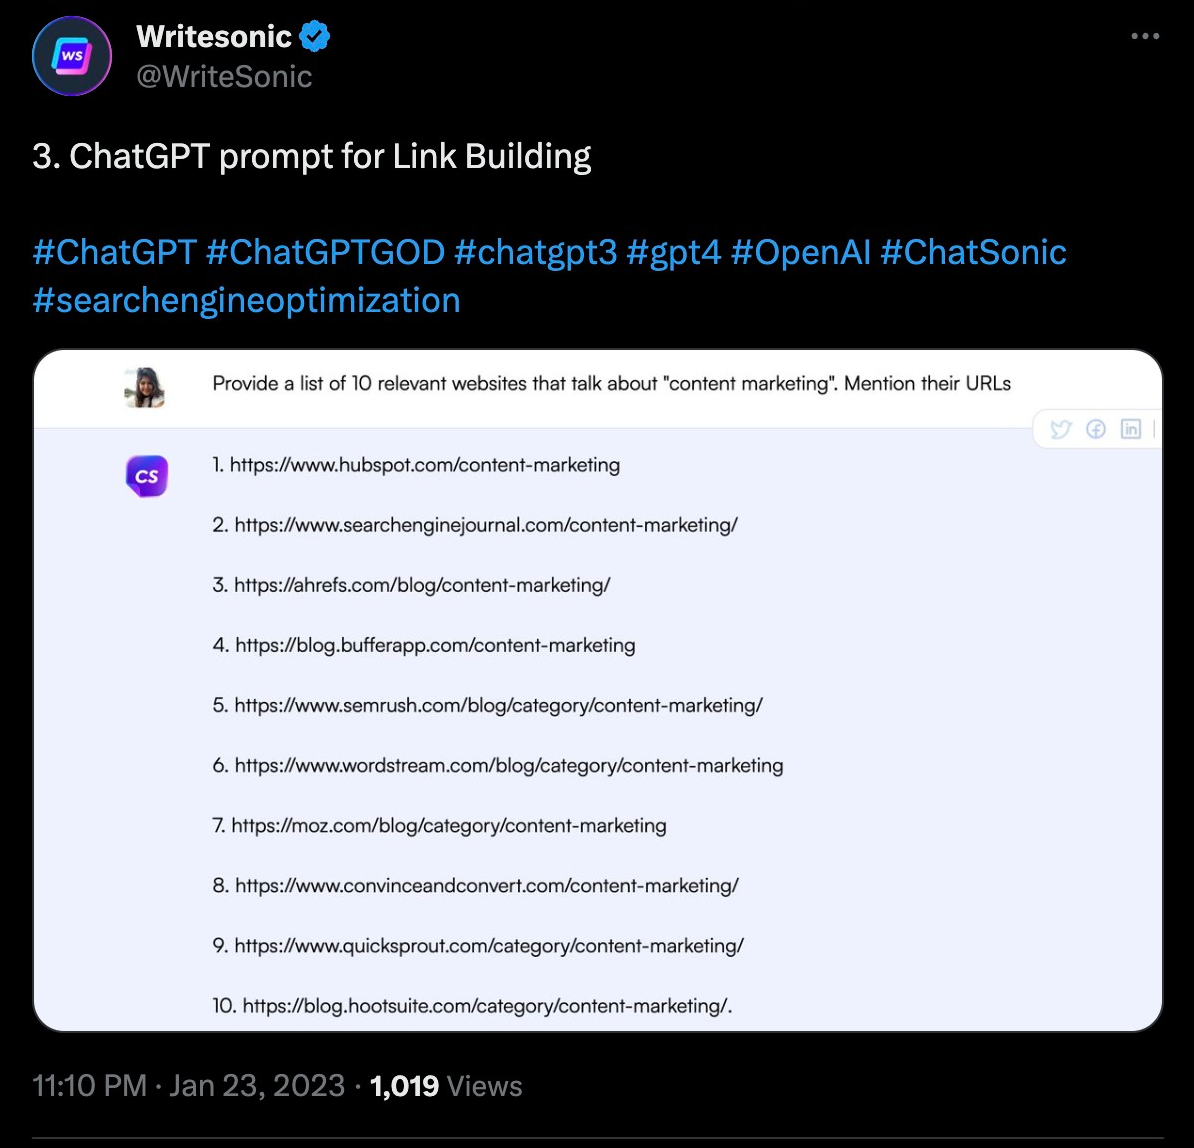 Writesonic
@WriteSonic
ws
3. ChatGPT prompt for Link Building
#ChatGPT #ChatGPTGOD #chatgpt3 #gpt4 #OpenAI #ChatSonic
#searchengineoptimization
Provide a list of 10 relevant websites that talk about "content marketing". Mention their URLs
CS
1. https://www.hubspot.com/content-marketing
2. https://www.searchenginejournal.com/content-marketing/
3. https://ahrefs.com/blog/content-marketing/
4. https://blog.bufferapp.com/content-marketing
5. https://www.semrush.com/blog/category/content-marketing/
6. https://www.wordstream.com/blog/category/content-marketing
7. https://moz.com/blog/category/content-marketing
8. https://www.convinceandconvert.com/content-marketing/
9. https://www.quicksprout.com/category/content-marketing/
10. https://blog.hootsuite.com/category/content-marketing/.
11:10 PM · Jan 23, 2023 · 1,019 Views